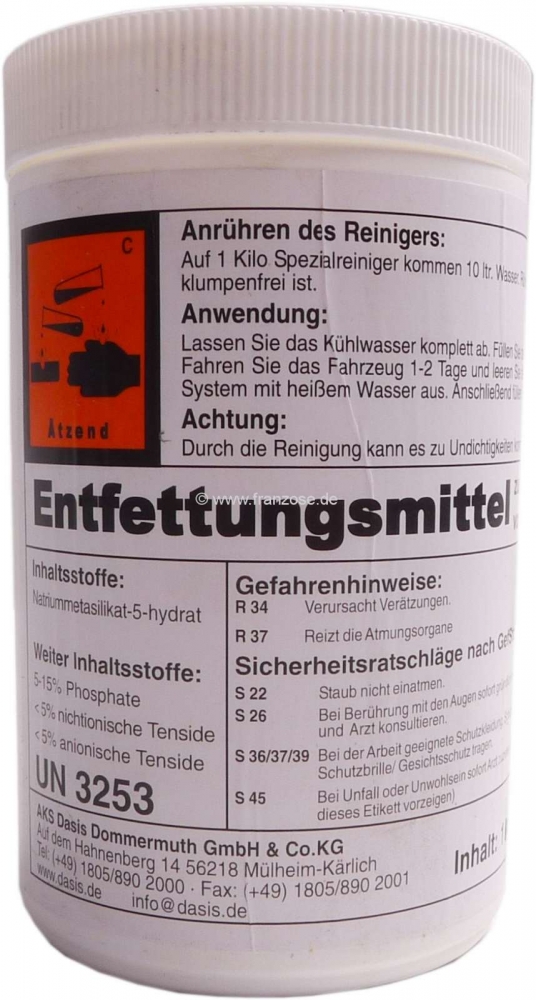 C
Ätzend
Anrühren des Reinigers:
Auf 1 Kilo Spezialreiniger kommen 10 ltr. Wasser.
klumpenfrei ist.
Anwendung:
Lassen Sie das Kühlwasser komplett ab. Füllen Sie
Fahren Sie das Fahrzeug 1-2 Tage und leeren Sie
System mit heißem Wasser aus. Anschließend
Achtung:
Durch die Reinigung kann es zu Undichtigkeiten
Entfettungsmittel
© www.franzose.de
Inhaltsstoffe:
Natriummetasilikat-5-hydrat
Weiter Inhaltsstoffe:
5-15% Phosphate
< 5% nichtionische Tenside
< 5% anionische Tenside
UN 3253
Gefahrenhinweise:
R 34 Verursacht Verätzungen.
R 37 Reizt die Atmungsorgane
Sicherheitsratschläge nach
S 22 Staub nicht einatmen.
S 26 Bei Berührung mit den Augen sofort
und Arzt konsultieren.
S 36/37/39 Bei der Arbeit geeignete Schutzkleidung,
Schutzbrille/ Gesichtsschutz tragen.
S 45 Bei Unfall oder Unwohlsein sofort Arzt
dieses Etikett vorzeigen)
AKS Dasis Dommermuth GmbH & Co.KG
Auf dem Hahnenberg 14 56218 Mülheim-Kärlich
Tel: (+49) 1805/890 2000 · Fax: (+49) 1805/890 2001
www.dasis.de info@dasis.de
Inhalt: 1